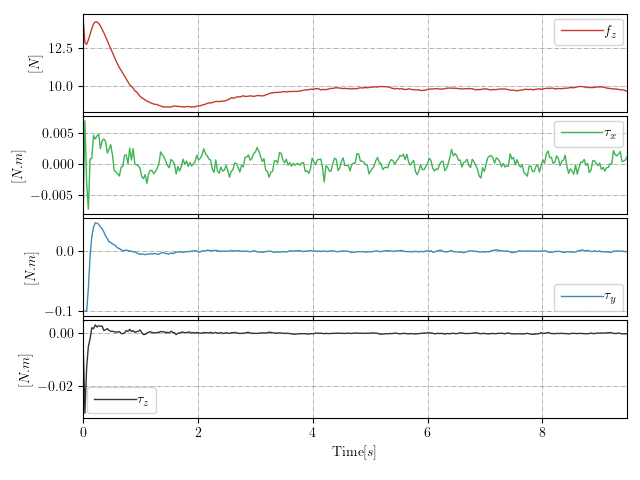 [N]
12.5
10.0
f_z
[N.m]
0.005
0.000
−0.005
τ_x
[N.m]
0.0
−0.1
τ_y
[N.m]
0.00
−0.02
τ_z
0 2 4 6 8
Time[s]